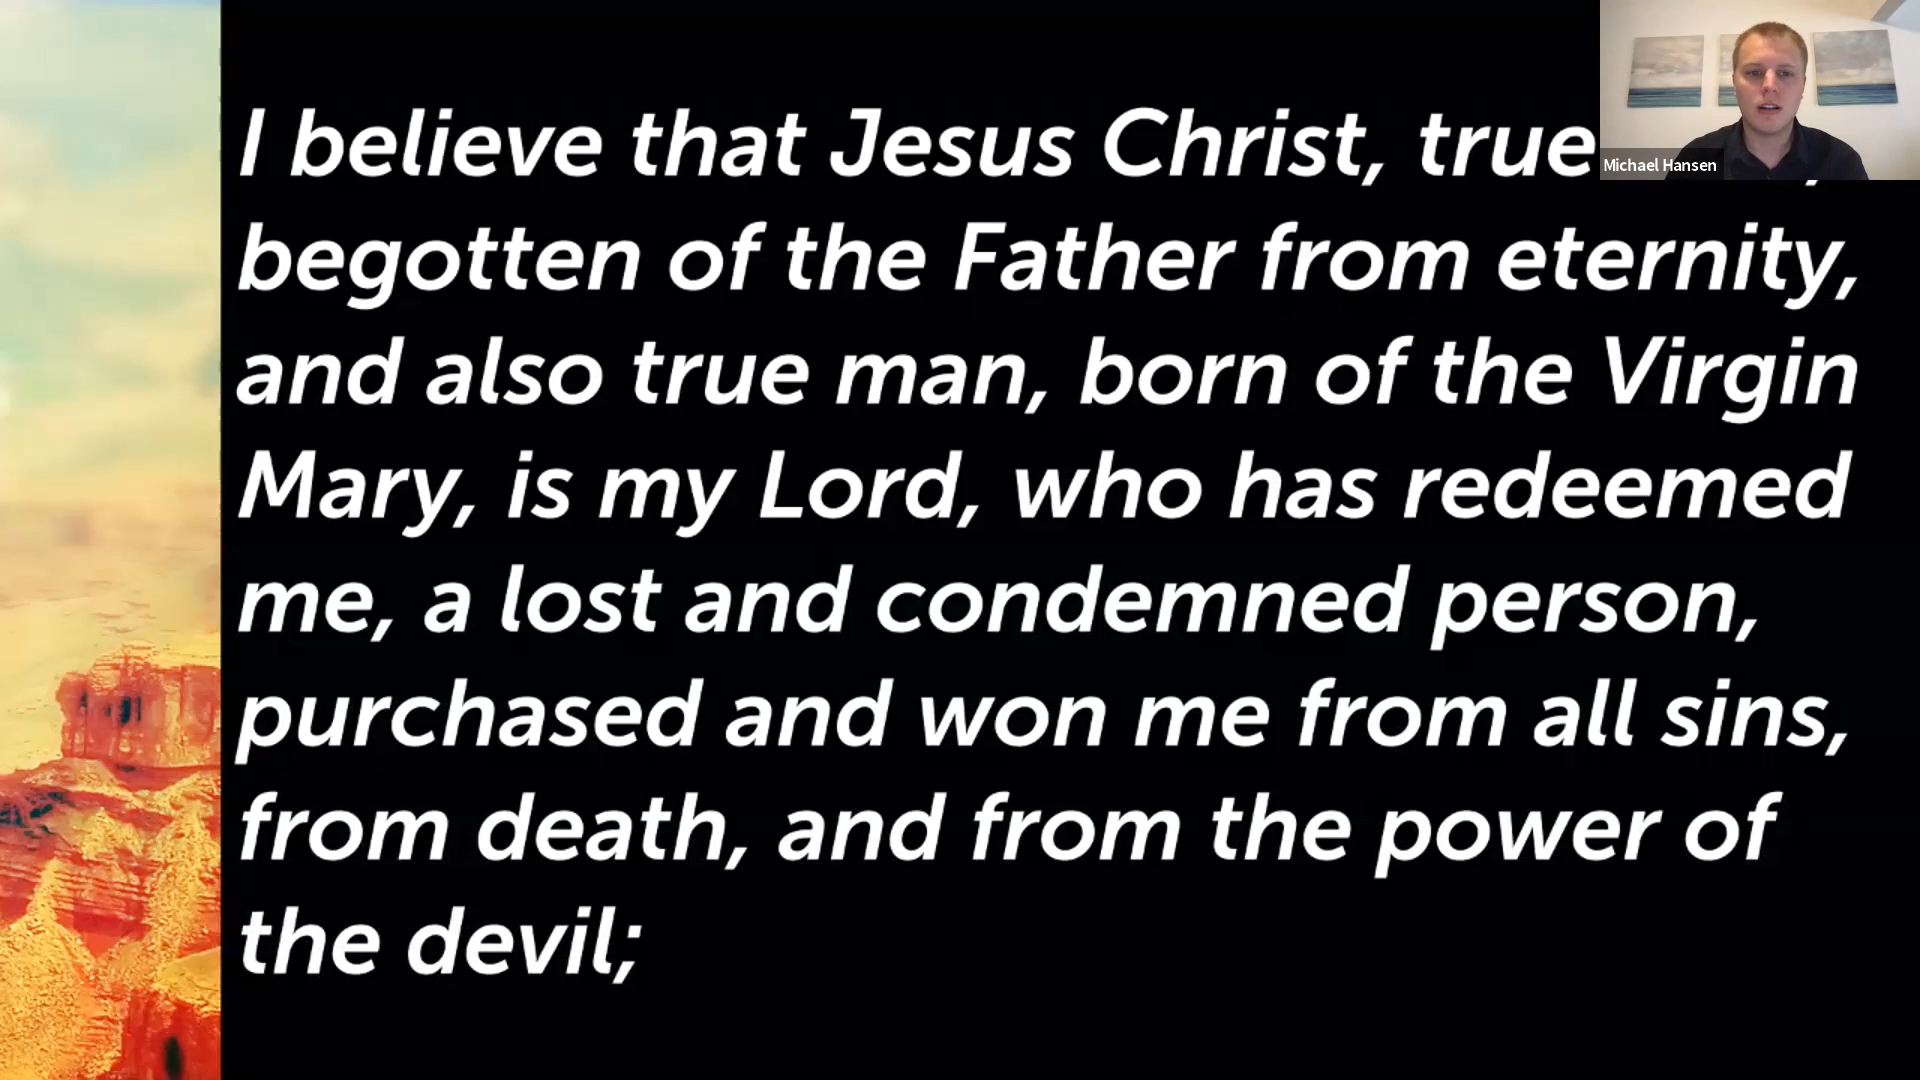 I believe that Jesus Christ, true
begotten of the Father from eternity,
and also true man, born of the Virgin
Mary, is my Lord, who has redeemed
me, a lost and condemned person,
purchased and won me from all sins,
from death, and from the power of
the devil;
Michael Hansen